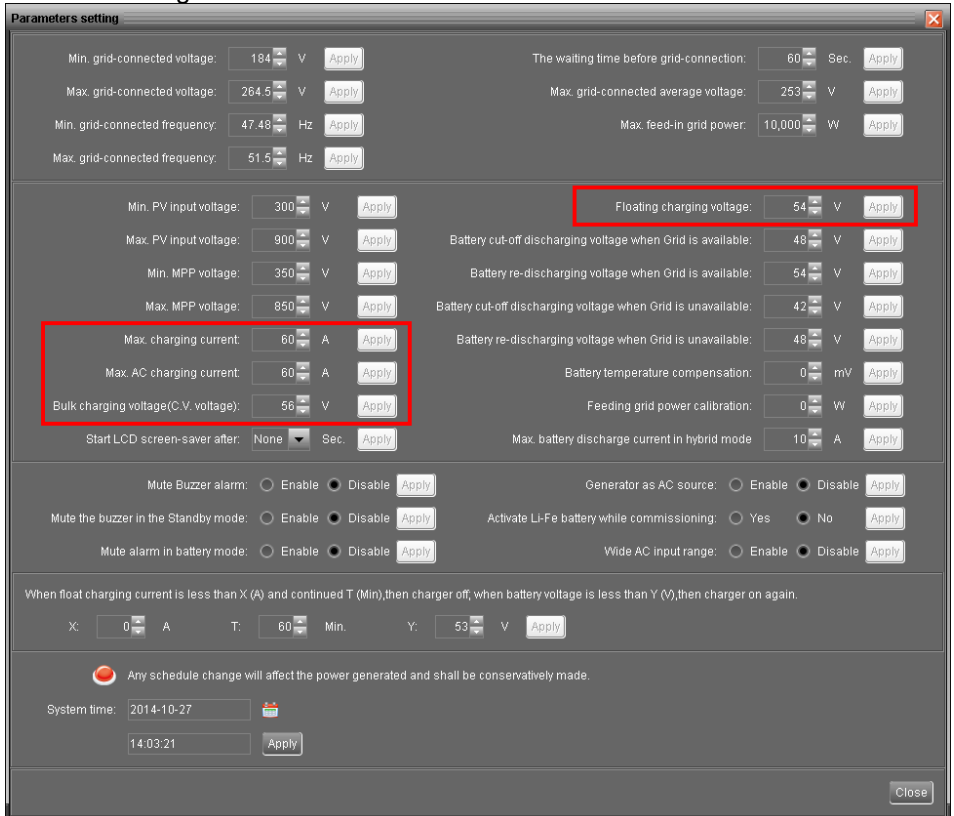 Parameters setting
Min. grid-connected voltage: 184 V Apply The waiting time before grid-connection: 60 Sec. Apply
Max. grid-connected voltage: 264.5 V Apply Max. grid-connected average voltage: 253 V Apply
Min. grid-connected frequency: 47.48 Hz Apply Max. feed-in grid power: 10,000 W Apply
Max. grid-connected frequency: 51.5 Hz Apply
Min. PV input voltage: 300 V Apply Floating charging voltage: 54 V Apply
Max. PV input voltage: 900 V Apply Battery cut-off discharging voltage when Grid is available: 48 V Apply
Min. MPP voltage: 350 V Apply Battery re-discharging voltage when Grid is available: 54 V Apply
Max. MPP voltage: 850 V Apply Battery cut-off discharging voltage when Grid is unavailable: 42 V Apply
Max. charging current: 60 A Apply Battery re-discharging voltage when Grid is unavailable: 48 V Apply
Max. AC charging current: 60 A Apply Battery temperature compensation: 0 mV Apply
Bulk charging voltage(C.V. voltage): 56 V Apply Feeding grid power calibration: 0 W Apply
Start LCD screen-saver after: None Sec. Apply Max. battery discharge current in hybrid mode 10 A Apply
Mute Buzzer alarm: Enable Disable Apply Generator as AC source: Enable Disable Apply
Mute the buzzer in the Standby mode: Enable Disable Apply Activate Li-Fe battery while commissioning: Yes No Apply
Mute alarm in battery mode: Enable Disable Apply Wide AC input range: Enable Disable Apply
When float charging current is less than X (A) and continued T (Min),then charger off, when battery voltage is less than Y (V),then charger on again.
X: 0 A T: 60 Min. Y: 53 V Apply
Any schedule change will affect the power generated and shall be conservatively made.
System time: 2014-10-27
14:03:21 Apply
Close